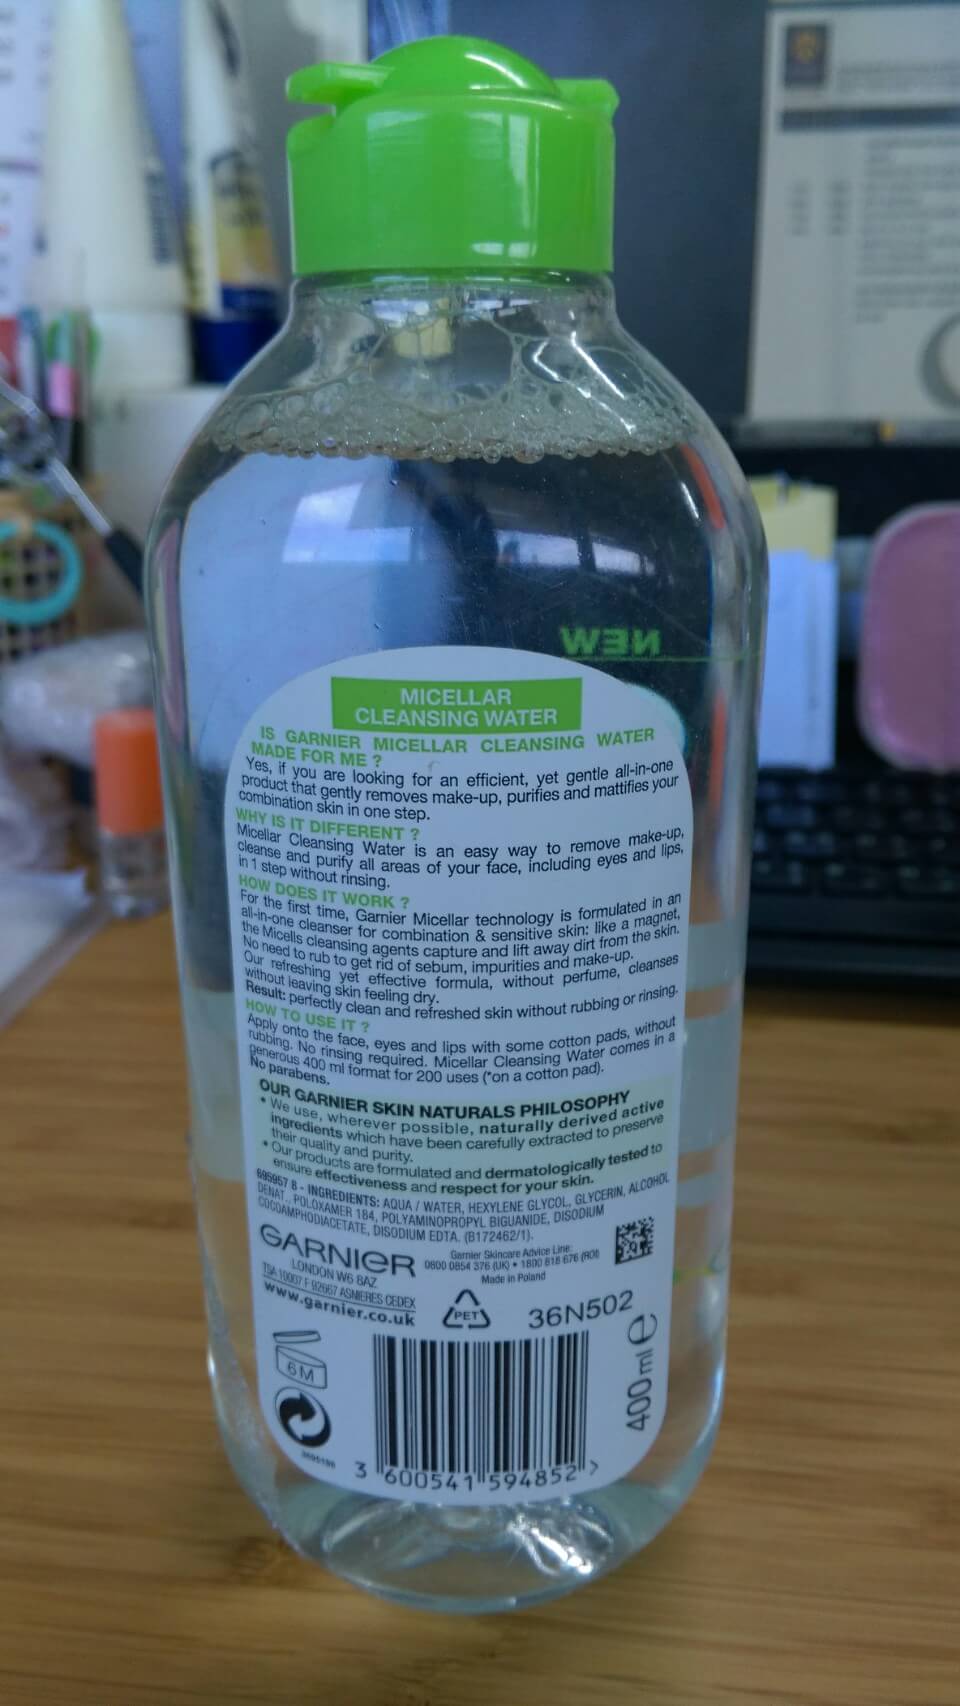 NEW
MICELLAR
CLEANSING WATER
IS GARNIER MICELLAR CLEANSING WATER
MADE FOR ME ?
Yes, if you are looking for an efficient, yet gentle all-in-one
product that gently removes make-up, purifies and mattifies your
combination skin in one step.
WHY IS IT DIFFERENT ?
Micellar Cleansing Water is an easy way to remove make-up,
cleanse and purify all areas of your face, including eyes and lips,
in 1 step without rinsing.
HOW DOES IT WORK ?
For the first time, Garnier Micellar technology is formulated in an
all-in-one cleanser for combination & sensitive skin: like a magnet,
the Micells cleansing agents capture and lift away dirt from the skin.
No need to rub to get rid of sebum, impurities and make-up.
Our refreshing yet effective formula, without perfume, cleanses
without leaving skin feeling dry.
Result: perfectly clean and refreshed skin without rubbing or rinsing.
HOW TO USE IT ?
Apply onto the face, eyes and lips with some cotton pads, without
rubbing. No rinsing required. Micellar Cleansing Water comes in a
generous 400 ml format for 200 uses (*on a cotton pad).
No parabens.
OUR GARNIER SKIN NATURALS PHILOSOPHY
• We use, wherever possible, naturally derived active
ingredients which have been carefully extracted to preserve
their quality and purity.
• Our products are formulated and dermatologically tested to
ensure effectiveness and respect for your skin.
695957 8 - INGREDIENTS: AQUA / WATER, HEXYLENE GLYCOL, GLYCERIN, ALCOHOL
DENAT., POLOXAMER 184, POLYAMINOPROPYL BIGUANIDE, DISODIUM
COCOAMPHODIACETATE, DISODIUM EDTA. (B172462/1).
GARNIER
LONDON W6 8AZ
TSA 10007 F 92667 ASNIERES CEDEX
www.garnier.co.uk
Garnier Skincare Advice Line:
0800 0854 376 (UK) • 1800 818 676 (ROI)
Made in Poland
PET
36N502
6M
400 ml e
3 600541 594852 >